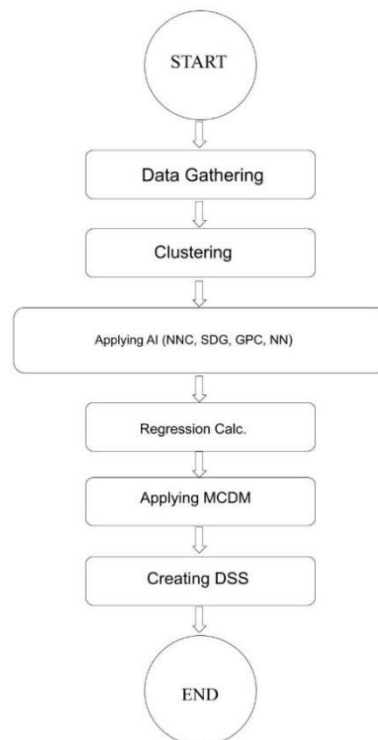 START
Data Gathering
Clustering
Applying AI (NNC, SDG, GPC, NN)
Regression Calc.
Applying MCDM
Creating DSS
END